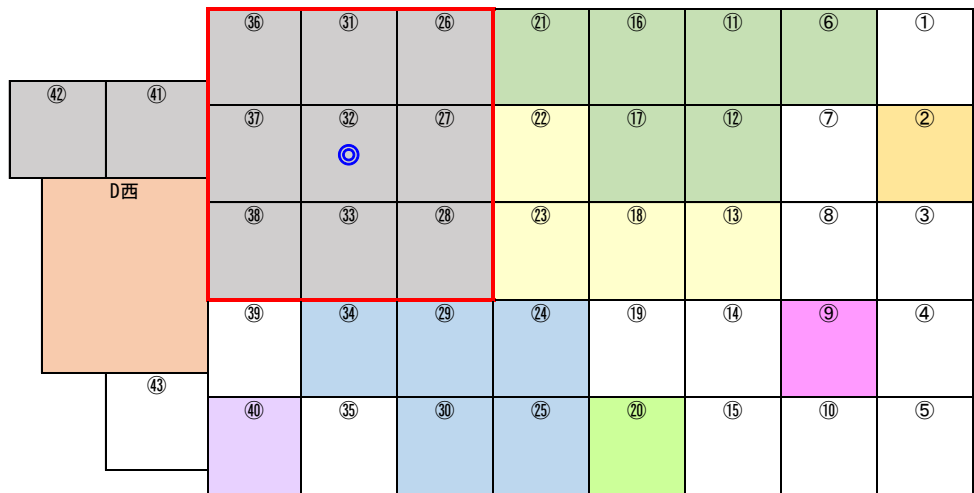 ㊱ ㉛ ㉖ ㉑ ⑯ ⑪ ⑥ ①
㊷ ㊶
㊲ ㉜ ㉗ ㉒ ⑰ ⑫ ⑦ ②
◎
D西
㊳ ㉝ ㉘ ㉓ ⑱ ⑬ ⑧ ③
㊴ ㉞ ㉙ ㉔ ⑲ ⑭ ⑨ ④
㊸
㊵ ㉟ ㉚ ㉕ ⑳ ⑮ ⑩ ⑤